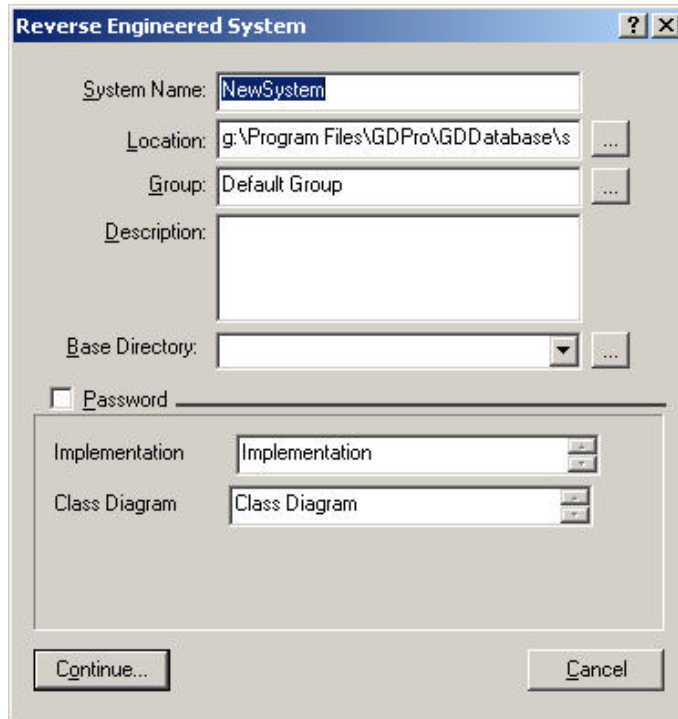 Reverse Engineered System ? ×
System Name: NewSystem
Location: g:\Program Files\GDPro\GDDatabase\s ...
Group: Default Group ...
Description:
Base Directory: ...
Password
Implementation Implementation
Class Diagram Class Diagram
Continue... Cancel